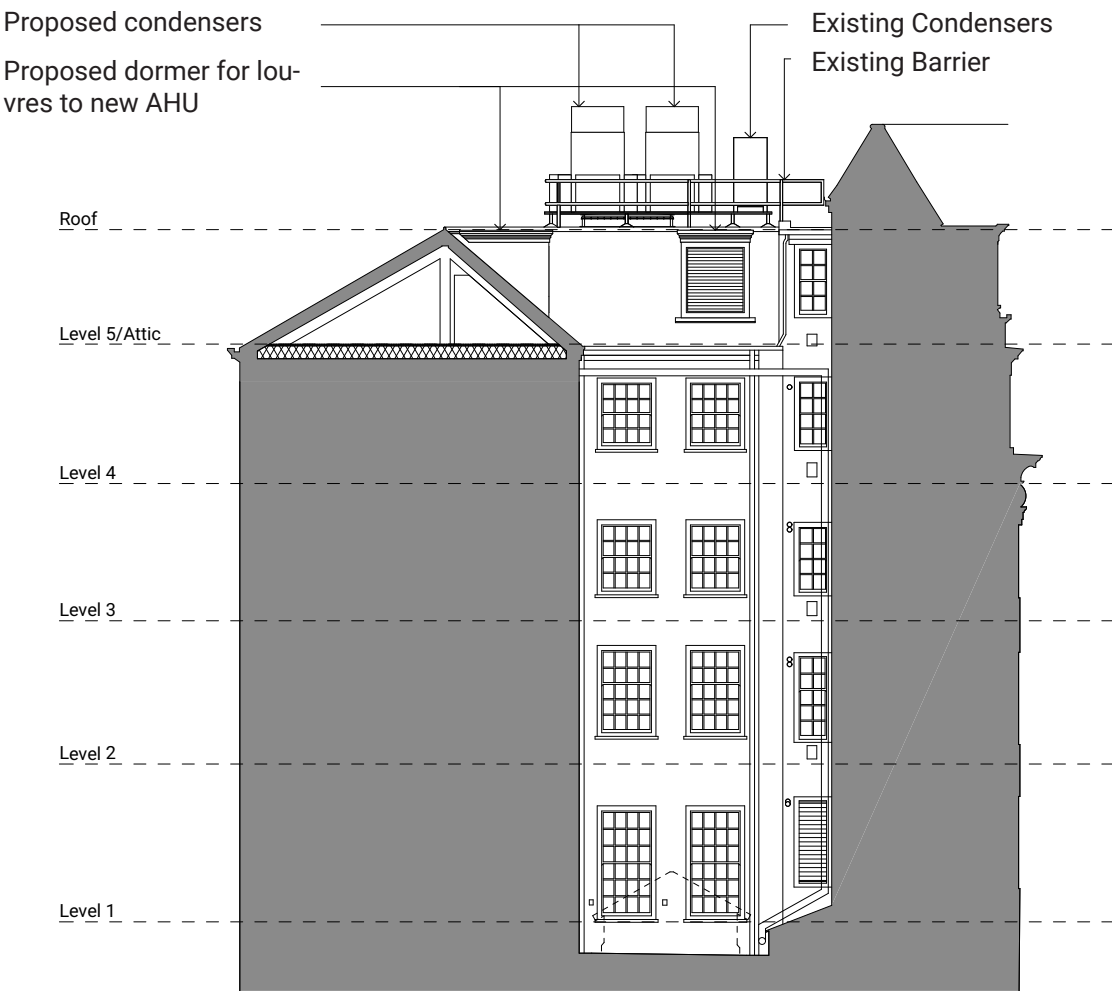 Proposed condensers
Proposed dormer for lou-
vres to new AHU
Existing Condensers
Existing Barrier
Roof
Level 5/Attic
Level 4
Level 3
Level 2
Level 1